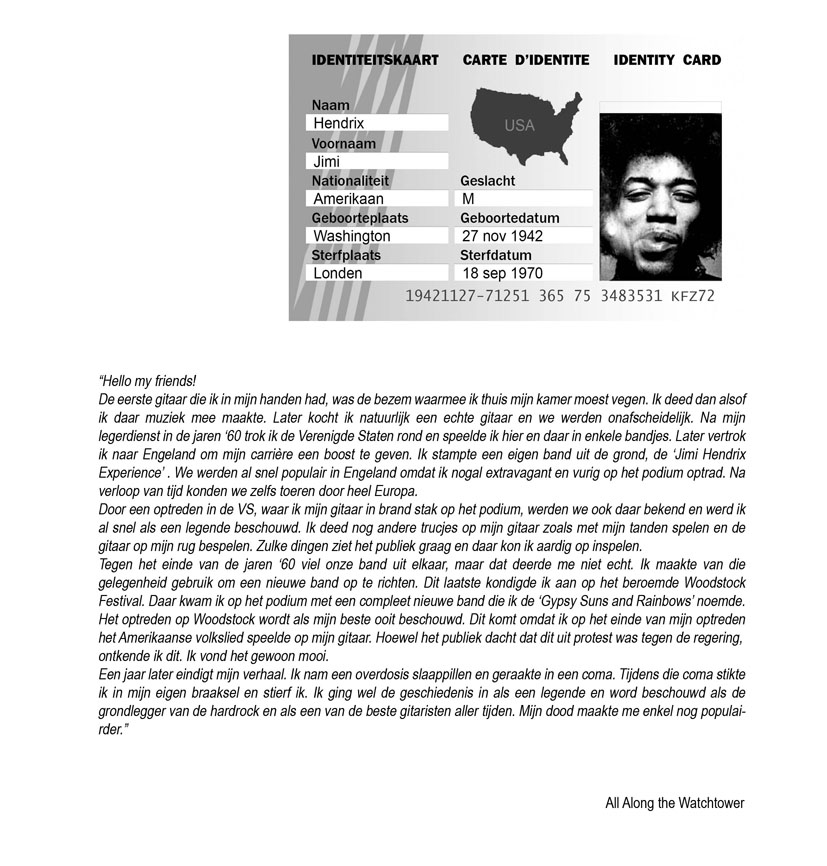 IDENTITEITSKAART CARTE D'IDENTITE IDENTITY CARD
Naam
Hendrix
USA
Voornaam
Jimi
Nationaliteit Geslacht
Amerikaan M
Geboorteplaats Geboortedatum
Washington 27 nov 1942
Sterfplaats Sterfdatum
Londen 18 sep 1970
19421127-71251 365 75 3483531 KFZ72
“Hello my friends!
De eerste gitaar die ik in mijn handen had, was de bezem waarmee ik thuis mijn kamer moest vegen. Ik deed dan alsof
ik daar muziek mee maakte. Later kocht ik natuurlijk een echte gitaar en we werden onafscheidelijk. Na mijn
legerdienst in de jaren ‘60 trok ik de Verenigde Staten rond en speelde ik hier en daar in enkele bandjes. Later vertrok
ik naar Engeland om mijn carrière een boost te geven. Ik stampte een eigen band uit de grond, de ‘Jimi Hendrix
Experience’ . We werden al snel populair in Engeland omdat ik nogal extravagant en vurig op het podium optrad. Na
verloop van tijd konden we zelfs toeren door heel Europa.
Door een optreden in de VS, waar ik mijn gitaar in brand stak op het podium, werden we ook daar bekend en werd ik
al snel als een legende beschouwd. Ik deed nog andere trucjes op mijn gitaar zoals met mijn tanden spelen en de
gitaar op mijn rug bespelen. Zulke dingen ziet het publiek graag en daar kon ik aardig op inspelen.
Tegen het einde van de jaren ‘60 viel onze band uit elkaar, maar dat deerde me niet echt. Ik maakte van die
gelegenheid gebruik om een nieuwe band op te richten. Dit laatste kondigde ik aan op het beroemde Woodstock
Festival. Daar kwam ik op het podium met een compleet nieuwe band die ik de ‘Gypsy Suns and Rainbows’ noemde.
Het optreden op Woodstock wordt als mijn beste ooit beschouwd. Dit komt omdat ik op het einde van mijn optreden
het Amerikaanse volkslied speelde op mijn gitaar. Hoewel het publiek dacht dat dit uit protest was tegen de regering,
ontkende ik dit. Ik vond het gewoon mooi.
Een jaar later eindigt mijn verhaal. Ik nam een overdosis slaappillen en geraakte in een coma. Tijdens die coma stikte
ik in mijn eigen braaksel en stierf ik. Ik ging wel de geschiedenis in als een legende en word beschouwd als de
grondlegger van de hardrock en als een van de beste gitaristen aller tijden. Mijn dood maakte me enkel nog populai-
rder.”
All Along the Watchtower